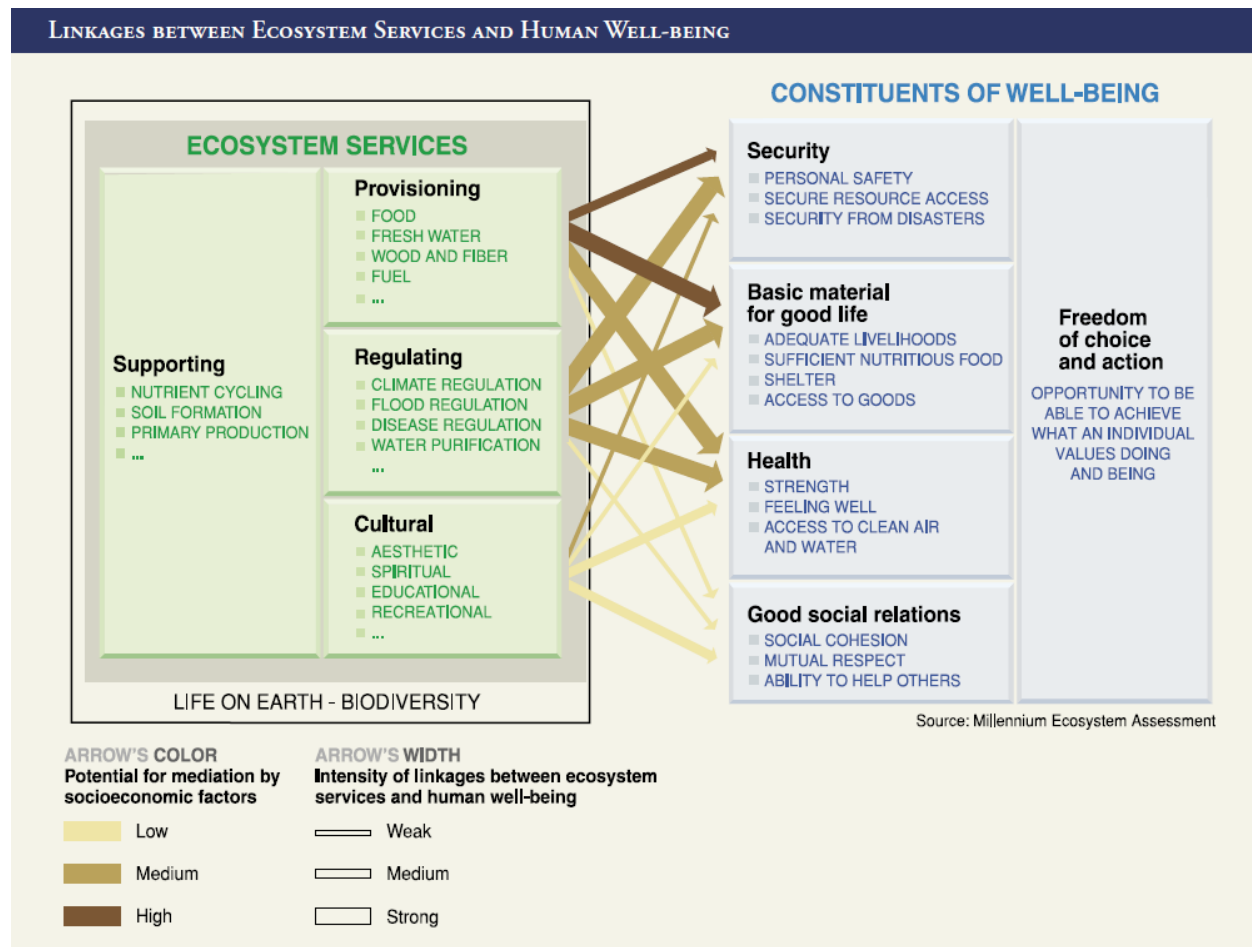 LINKAGES BETWEEN ECOSYSTEM SERVICES AND HUMAN WELL-BEING
ECOSYSTEM SERVICES
Supporting
NUTRIENT CYCLING
SOIL FORMATION
PRIMARY PRODUCTION
...
Provisioning
FOOD
FRESH WATER
WOOD AND FIBER
FUEL
...
Regulating
CLIMATE REGULATION
FLOOD REGULATION
DISEASE REGULATION
WATER PURIFICATION
...
Cultural
AESTHETIC
SPIRITUAL
EDUCATIONAL
RECREATIONAL
...
LIFE ON EARTH - BIODIVERSITY
CONSTITUENTS OF WELL-BEING
Security
PERSONAL SAFETY
SECURE RESOURCE ACCESS
SECURITY FROM DISASTERS
Basic material
for good life
ADEQUATE LIVELIHOODS
SUFFICIENT NUTRITIOUS FOOD
SHELTER
ACCESS TO GOODS
Health
STRENGTH
FEELING WELL
ACCESS TO CLEAN AIR
AND WATER
Good social relations
SOCIAL COHESION
MUTUAL RESPECT
ABILITY TO HELP OTHERS
Freedom
of choice
and action
OPPORTUNITY TO BE
ABLE TO ACHIEVE
WHAT AN INDIVIDUAL
VALUES DOING
AND BEING
Source: Millennium Ecosystem Assessment
ARROW'S COLOR
Potential for mediation by
socioeconomic factors
Low
Medium
High
ARROW'S WIDTH
Intensity of linkages between ecosystem
services and human well-being
Weak
Medium
Strong